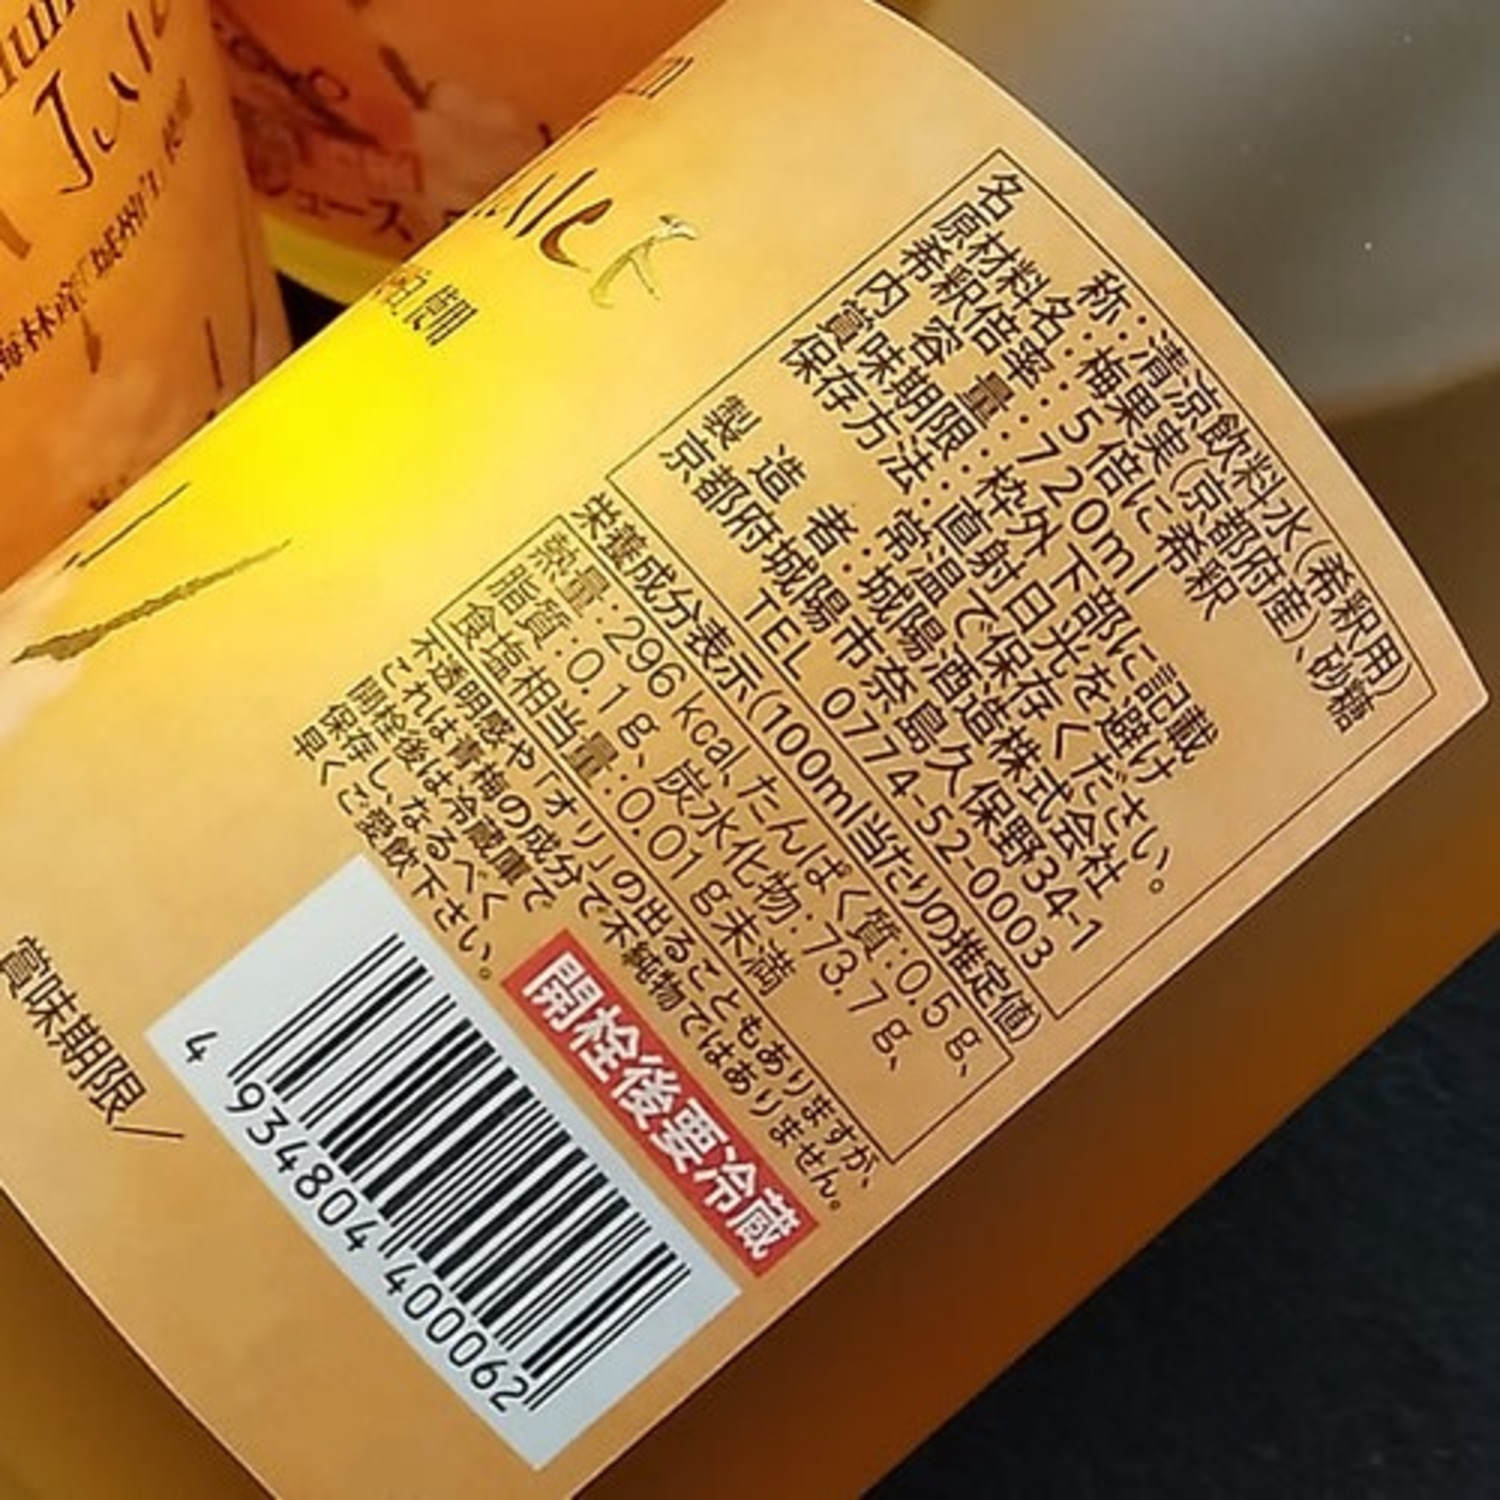 名称：清涼飲料水（希釈用）
原材料名：梅果実（京都府産）、砂糖
希釈倍率：5倍に希釈
内容量：720ml
賞味期限：枠外下部に記載
保存方法：直射日光を避け
常温で保存ください。
製造者：城陽酒造株式会社
京都府城陽市奈島久保野34-1
TEL 0774-52-0003
栄養成分表示（100ml当たりの推定値）
熱量：296kcal、たんぱく質：0.5g、
脂質：0.1g、炭水化物：73.7g、
食塩相当量：0.01g未満
不透明感や「オリ」の出ることもありますが、
これは青梅の成分で不純物ではありません。
開栓後は冷蔵庫で
保存し、なるべく
早くご愛飲下さい。
開栓後要冷蔵
4 934804 400062
賞味期限／
ュース